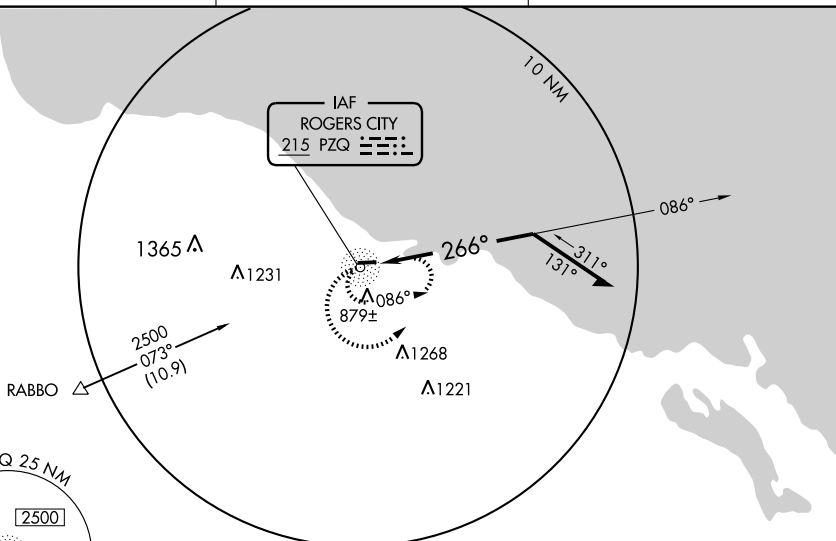 10 NM
IAF
ROGERS CITY
215 PZQ
086°
266°
311°
131°
1365
1231
086°
879±
2500
073°
(10.9)
1268
1221
RABBO
Q 25 NM
2500